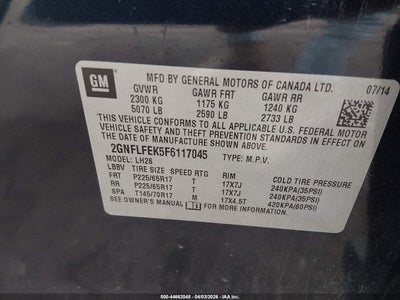 GM
MFD BY GENERAL MOTORS OF CANADA LTD.
07/14
GVWR GAWR FRT GAWR RR
2300 KG 1175 KG 1240 KG
5070 LB 2590 LB 2733 LB
THIS VEHICLE CONFORMS TO ALL APPLICABLE U.S. FEDERAL MOTOR
VEHICLE SAFETY AND THEFT PREVENTION STANDARDS IN EFFECT ON THE
DATE OF MANUFACTURE SHOWN ABOVE.
2GNFLFEK5F6117045 TYPE: M.P.V.
MODEL: LH26
LBBV TIRE SIZE SPEED RTG RIM COLD TIRE PRESSURE
FRT P225/65R17 T 17X7J 240KPA(35PSI)
RR P225/65R17 T 17X7J 240KPA(35PSI)
SPA T145/70R17 M 17X4.5T 420KPA(60PSI)
SEE OWNER'S MANUAL FOR MORE INFORMATION.
000-44662048 - 04/03/2026 - US